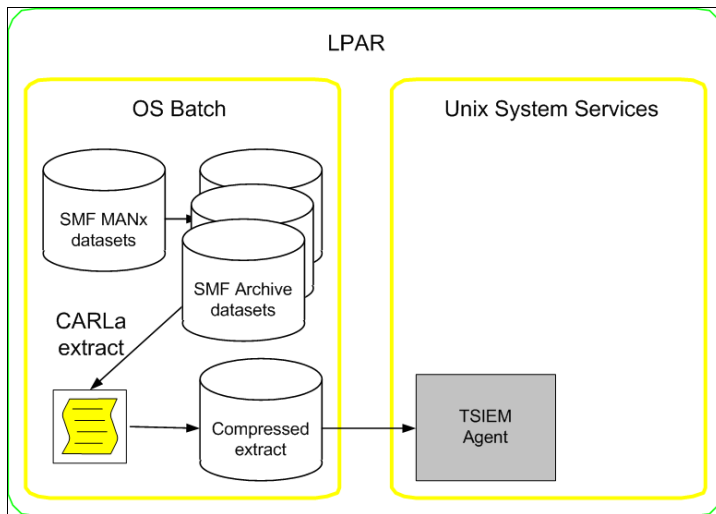 LPAR
OS Batch
Unix System Services
SMF MANx
datasets
SMF Archive
datasets
CARLa
extract
Compressed
extract
TSIEM
Agent